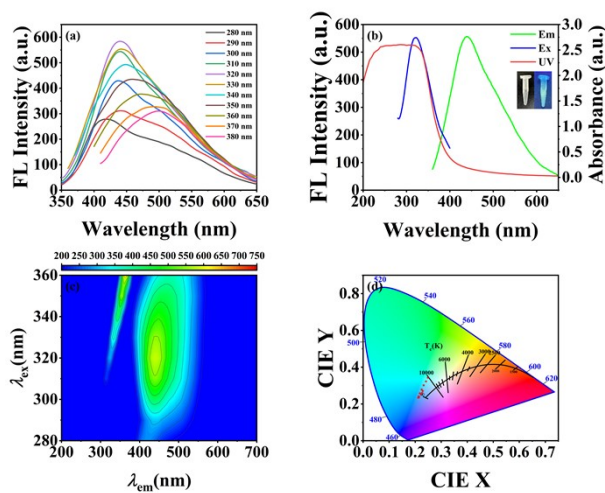 (a)
FL Intensity (a.u.)
600
500
400
300
200
100
0
350 400 450 500 550 600 650
Wavelength (nm)
280 nm
290 nm
300 nm
310 nm
320 nm
330 nm
340 nm
350 nm
360 nm
370 nm
380 nm
(b)
FL Intensity (a.u.)
600
500
400
300
200
100
0
200 400 600
Wavelength (nm)
Em
Ex
UV
3.0
2.5
2.0
1.5
1.0
0.5
0.0
Absorbance (a.u.)
200 250 300 350 400 450 500 550 600 650 700 750
(c)
λex(nm)
360
340
320
300
280
200 300 400 500 600 700
λem(nm)
(d)
CIE Y
0.8
0.6
0.4
0.2
0.0
0.0 0.1 0.2 0.3 0.4 0.5 0.6 0.7
CIE X
520
540
560
580
600
620
500
480
460
Tc(K)
10000
6000
4000
3000